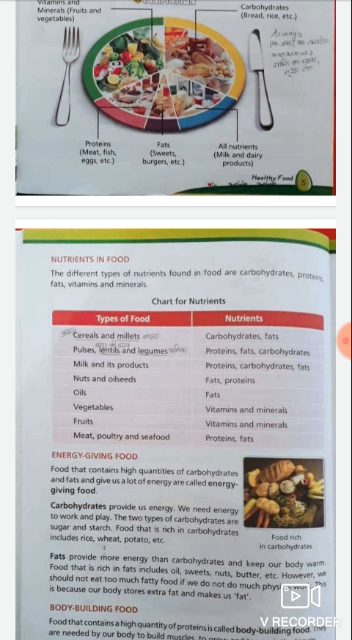 Vitamins and
Minerals (Fruits and
vegetables)
Carbohydrates
(Bread, rice, etc.)
Proteins
(Meat, fish,
eggs, etc.)
Fats
(Sweets,
burgers, etc.)
All nutrients
(Milk and dairy
products)
Healthy Food 5
NUTRIENTS IN FOOD
The different types of nutrients found in food are carbohydrates, proteins,
fats, vitamins and minerals.
Chart for Nutrients
Types of Food Nutrients
Cereals and millets Carbohydrates, fats
Pulses, lentils and legumes Proteins, fats, carbohydrates
Milk and its products Proteins, carbohydrates, fats
Nuts and oilseeds Fats, proteins
Oils Fats
Vegetables Vitamins and minerals
Fruits Vitamins and minerals
Meat, poultry and seafood Proteins, fats
ENERGY-GIVING FOOD
Food that contains high quantities of carbohydrates
and fats and give us a lot of energy are called energy-
giving food.
Carbohydrates provide us energy. We need energy
to work and play. The two types of carbohydrates are
sugar and starch. Food that is rich in carbohydrates
includes rice, wheat, potato, etc.
Food rich
in carbohydrates
Fats provide more energy than carbohydrates and keep our body warm.
Food that is rich in fats includes oil, sweets, nuts, butter, etc. However, we
should not eat too much fatty food if we do not do much physical
is because our body stores extra fat and makes us 'fat'.
V RECORDER
BODY-BUILDING FOOD
Food that contains a high quantity of proteins is called body-building food.
are needed by our body to build muscles,